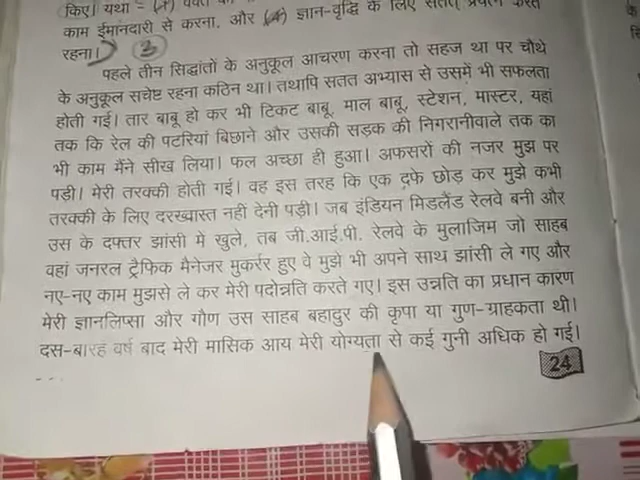 किए। यथा – (1) वक्त की
काम ईमानदारी से करना, और (4) ज्ञान-वृद्धि के लिए सतत प्रयत्न करते
रहना। 3
पहले तीन सिद्धांतों के अनुकूल आचरण करना तो सहज था पर चौथे
के अनुकूल सचेष्ट रहना कठिन था। तथापि सतत अभ्यास से उसमें भी सफलता
होती गई। तार बाबू हो कर भी टिकट बाबू, माल बाबू, स्टेशन, मास्टर, यहां
तक कि रेल की पटरियां बिछाने और उसकी सड़क की निगरानीवाले तक का
भी काम मैंने सीख लिया। फल अच्छा ही हुआ। अफसरों की नजर मुझ पर
पड़ी। मेरी तरक्की होती गई। वह इस तरह कि एक दफे छोड़ कर मुझे कभी
तरक्की के लिए दरख्वास्त नहीं देनी पड़ी। जब इंडियन मिडलैंड रेलवे बनी और
उस के दफ्तर झांसी में खुले, तब जी.आई.पी. रेलवे के मुलाजिम जो साहब
वहां जनरल ट्रैफिक मैनेजर मुकर्रर हुए वे मुझे भी अपने साथ झांसी ले गए और
नए-नए काम मुझसे ले कर मेरी पदोन्नति करते गए। इस उन्नति का प्रधान कारण
मेरी ज्ञानलिप्सा और गौण उस साहब बहादुर की कृपा या गुण-ग्राहकता थी।
दस-बारह वर्ष बाद मेरी मासिक आय मेरी योग्यता से कई गुनी अधिक हो गई।
24